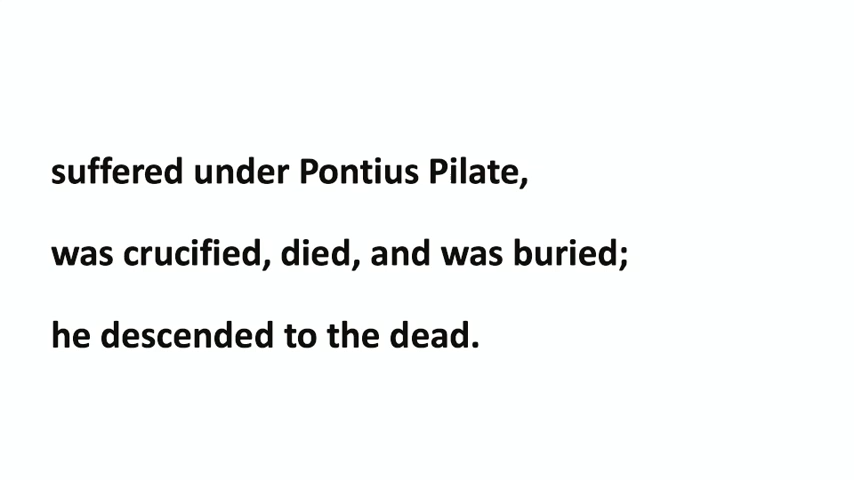 suffered under Pontius Pilate,
was crucified, died, and was buried;
he descended to the dead.